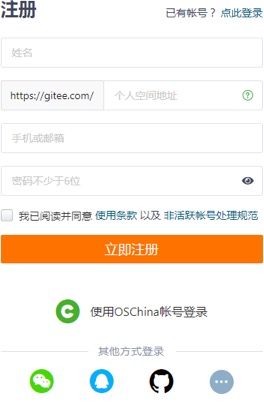 注册
已有帐号？ 点此登录
姓名
https://gitee.com/ 个人空间地址
手机或邮箱
密码不少于6位
我已阅读并同意 使用条款 以及 非活跃帐号处理规范
立即注册
使用OSChina帐号登录
其他方式登录